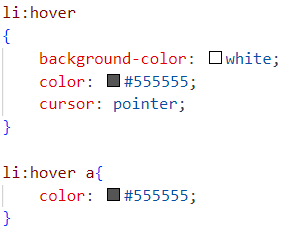 li:hover
{
background-color: white;
color: #555555;
cursor: pointer;
}
li:hover a{
color: #555555;
}